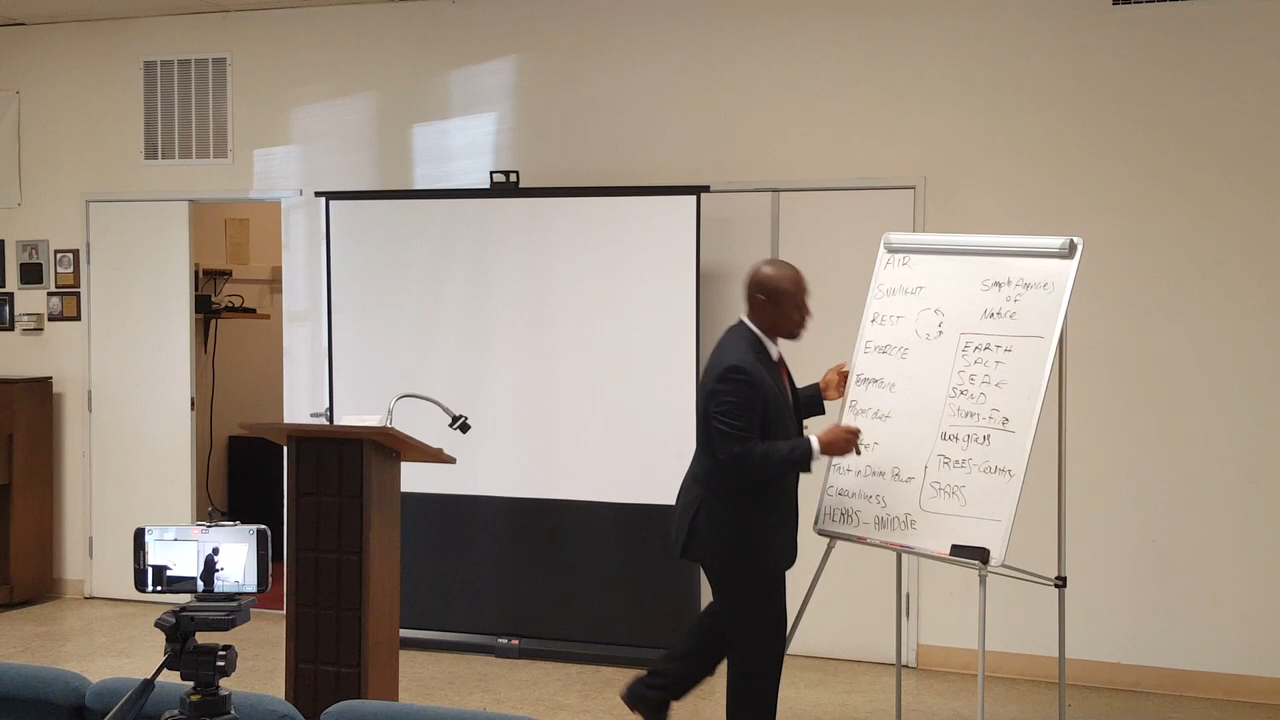 AIR
SUNLIGHT
REST
EXERCISE
Temperance
Proper diet
ter
Trust in Divine Power
Cleanliness
HERBS - ANTIDOTE
Simple Agencies
of
Nature
EARTH
SALT
SEA
SAND
Stones - Fire
wet grass
TREES - Country
STARS